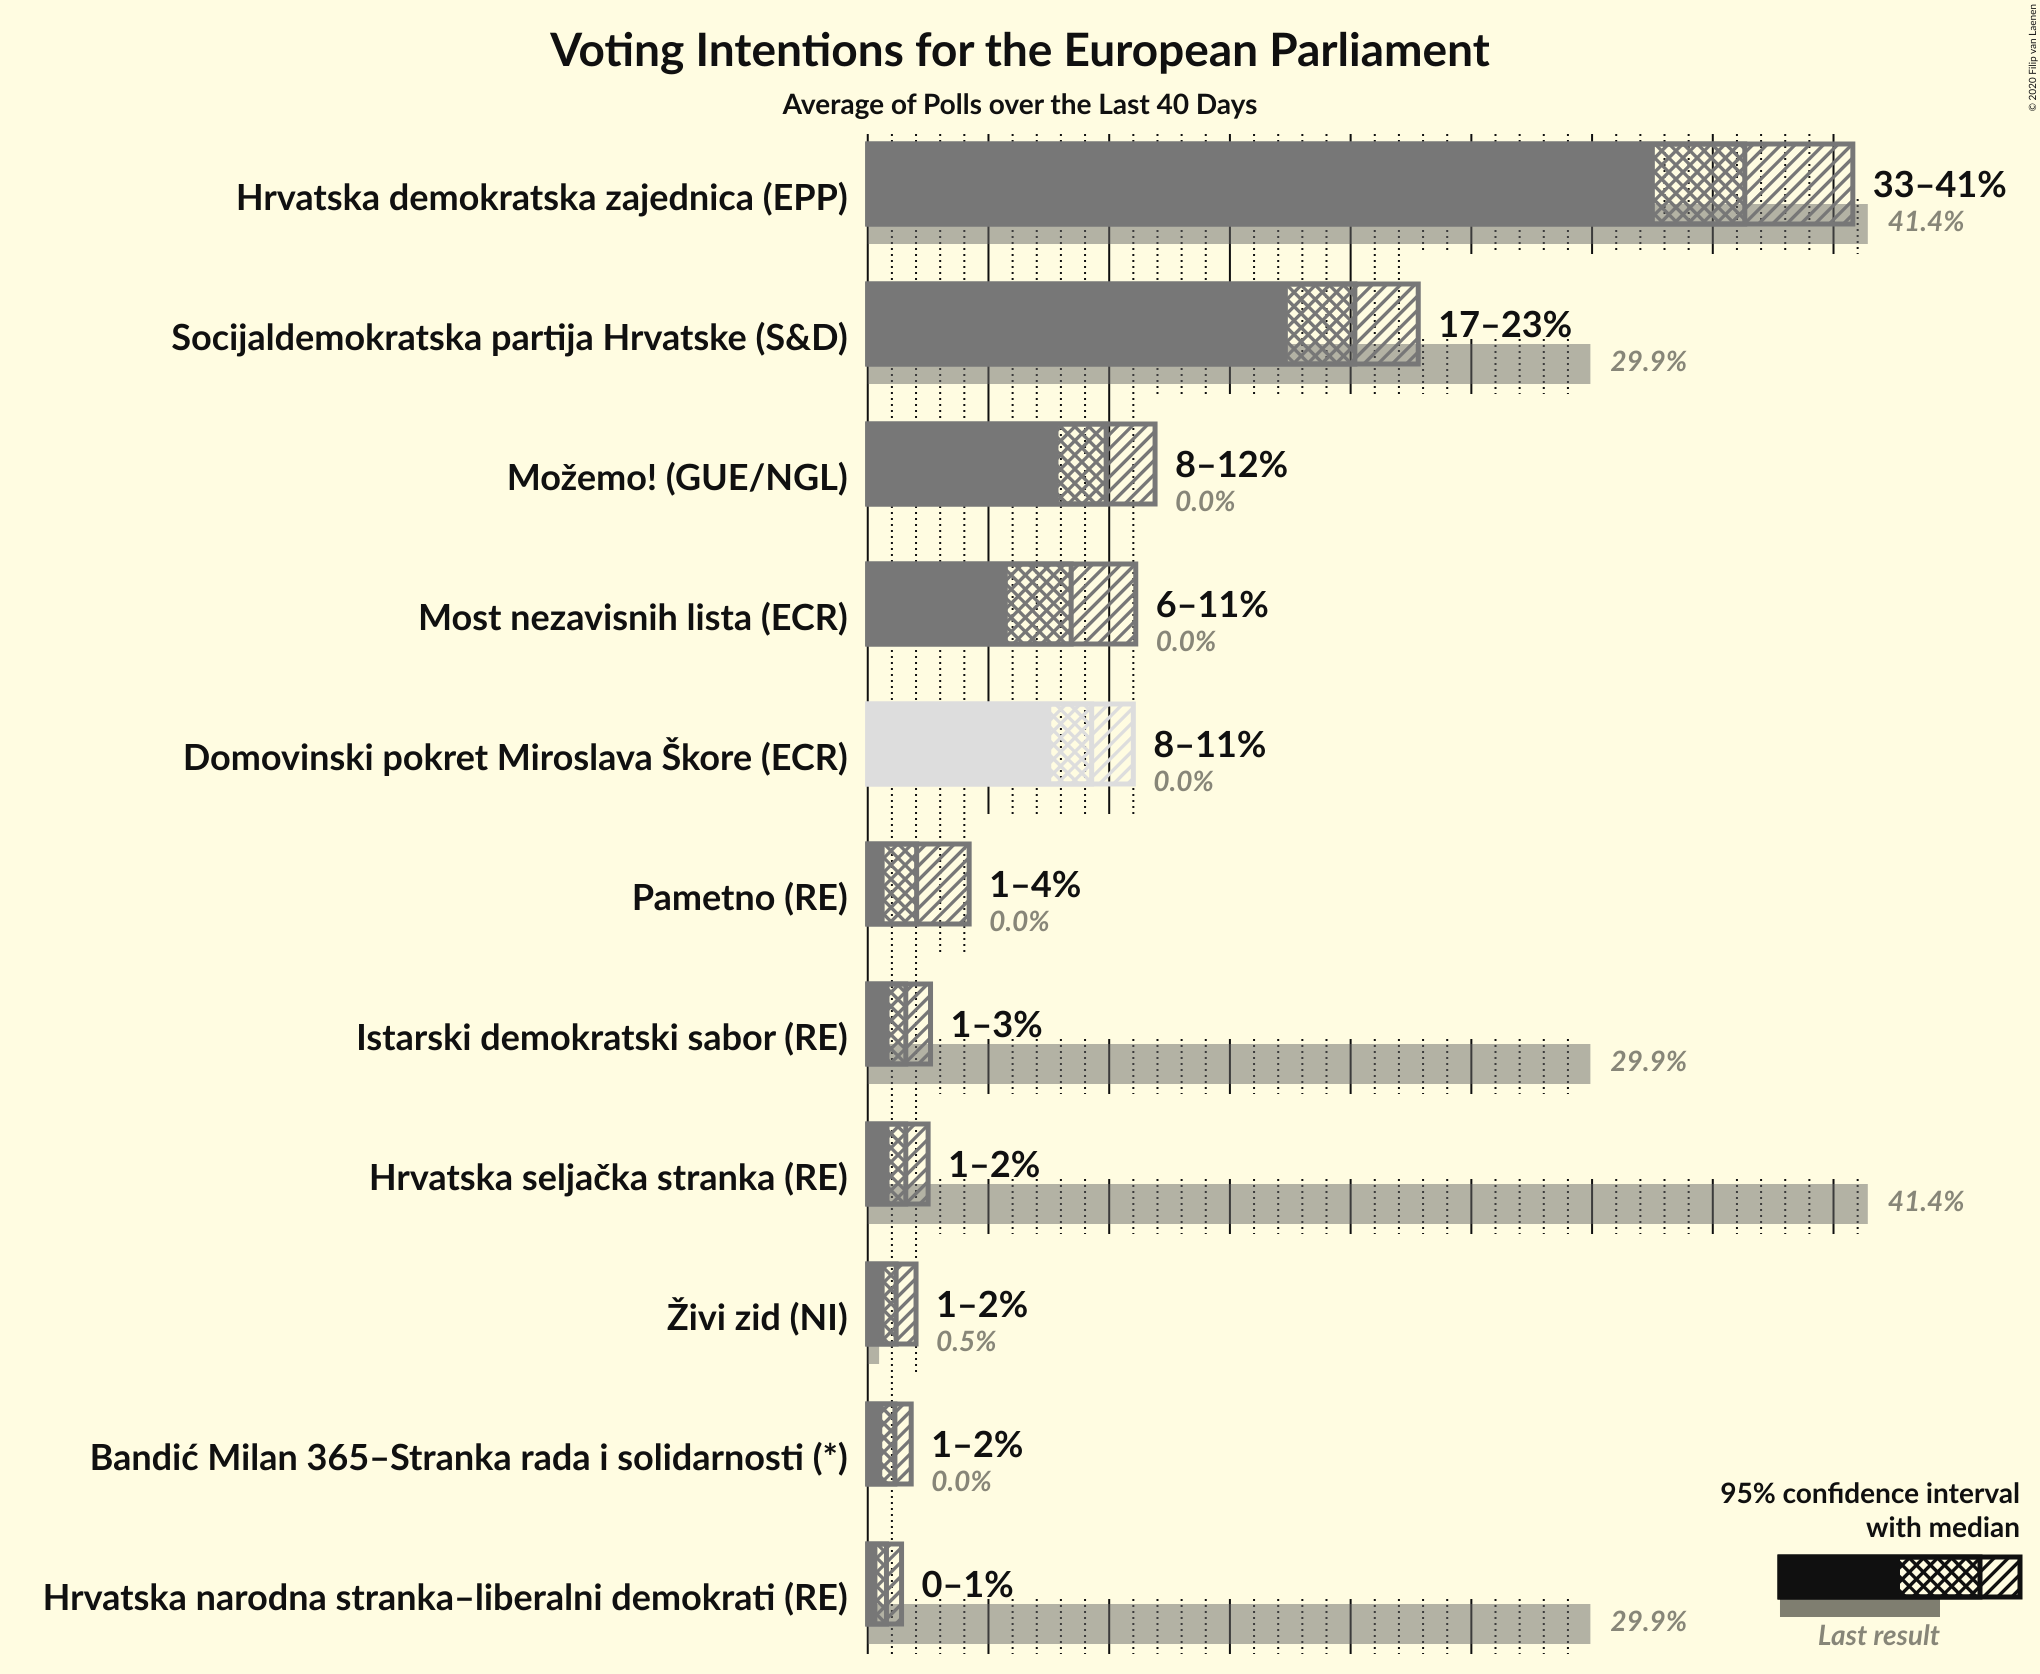 Voting Intentions for the European Parliament
Average of Polls over the Last 40 Days
© 2020 Filip van Laenen
Hrvatska demokratska zajednica (EPP)
33–41%
41.4%
Socijaldemokratska partija Hrvatske (S&D)
17–23%
29.9%
Možemo! (GUE/NGL)
8–12%
0.0%
Most nezavisnih lista (ECR)
6–11%
0.0%
Domovinski pokret Miroslava Škore (ECR)
8–11%
0.0%
Pametno (RE)
1–4%
0.0%
Istarski demokratski sabor (RE)
1–3%
29.9%
Hrvatska seljačka stranka (RE)
1–2%
41.4%
Živi zid (NI)
1–2%
0.5%
Bandić Milan 365–Stranka rada i solidarnosti (*)
1–2%
0.0%
Hrvatska narodna stranka–liberalni demokrati (RE)
0–1%
29.9%
95% confidence interval
with median
Last result